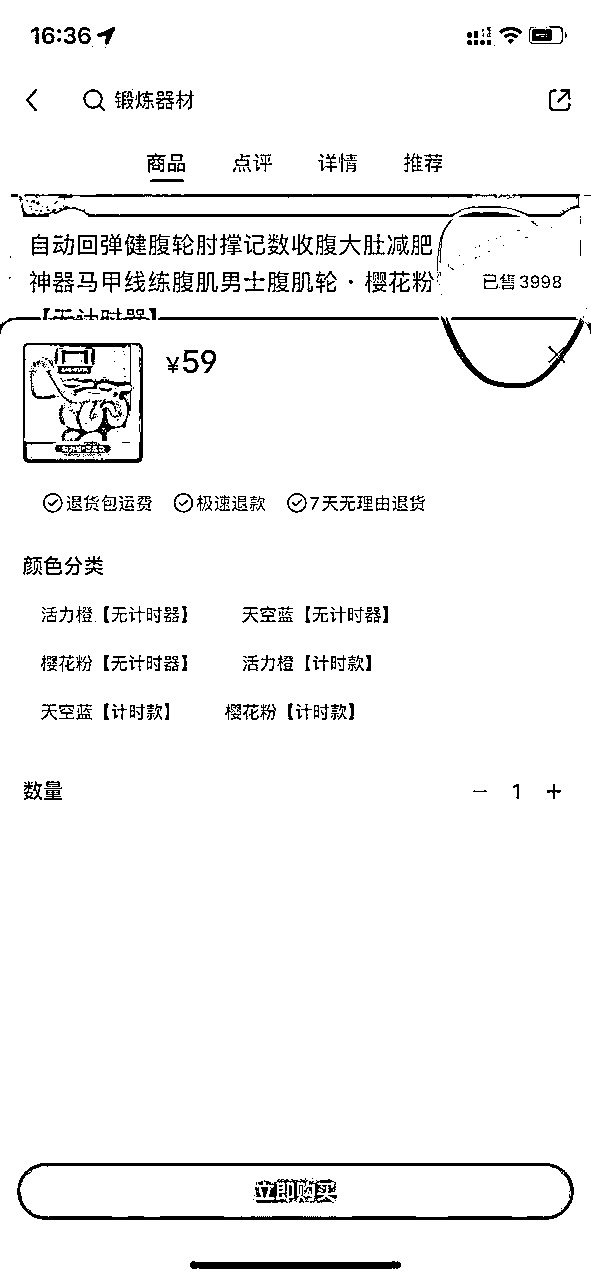 16:36
锻炼器材
商品 点评 详情 推荐
自动回弹健腹轮肘撑记数收腹大肚减肥
神器马甲线练腹肌男士腹肌轮·樱花粉 已售3998
【无计时器】
¥59
退货包运费 极速退款 7天无理由退货
颜色分类
活力橙【无计时器】 天空蓝【无计时器】
樱花粉【无计时器】 活力橙【计时款】
天空蓝【计时款】 樱花粉【计时款】
数量 − 1 +
立即购买